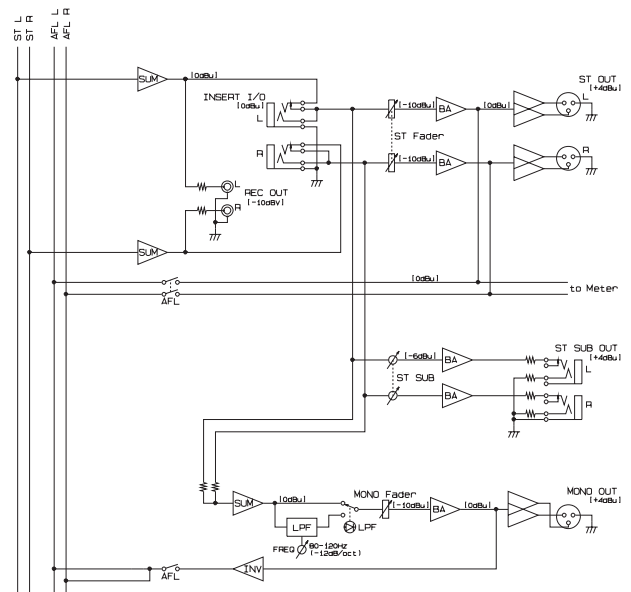 ST L
ST R
AFL L
AFL R
SUM
[0dBu]
INSERT I/O
[0dBu]
L
R
[-10dBu]
BA
[0dBu]
ST OUT
[+4dBu]
L
ST Fader
[-10dBu]
BA
R
L
REC OUT
[-10dBV]
R
SUM
AFL
[0dBu]
to Meter
[-6dBu]
BA
ST SUB
BA
ST SUB OUT
[+4dBu]
L
R
SUM
[0dBu]
LPF
FREQ
80-120Hz
[-12dB/oct]
LPF
MONO Fader
[-10dBu]
BA
[0dBu]
MONO OUT
[+4dBu]
AFL
INV